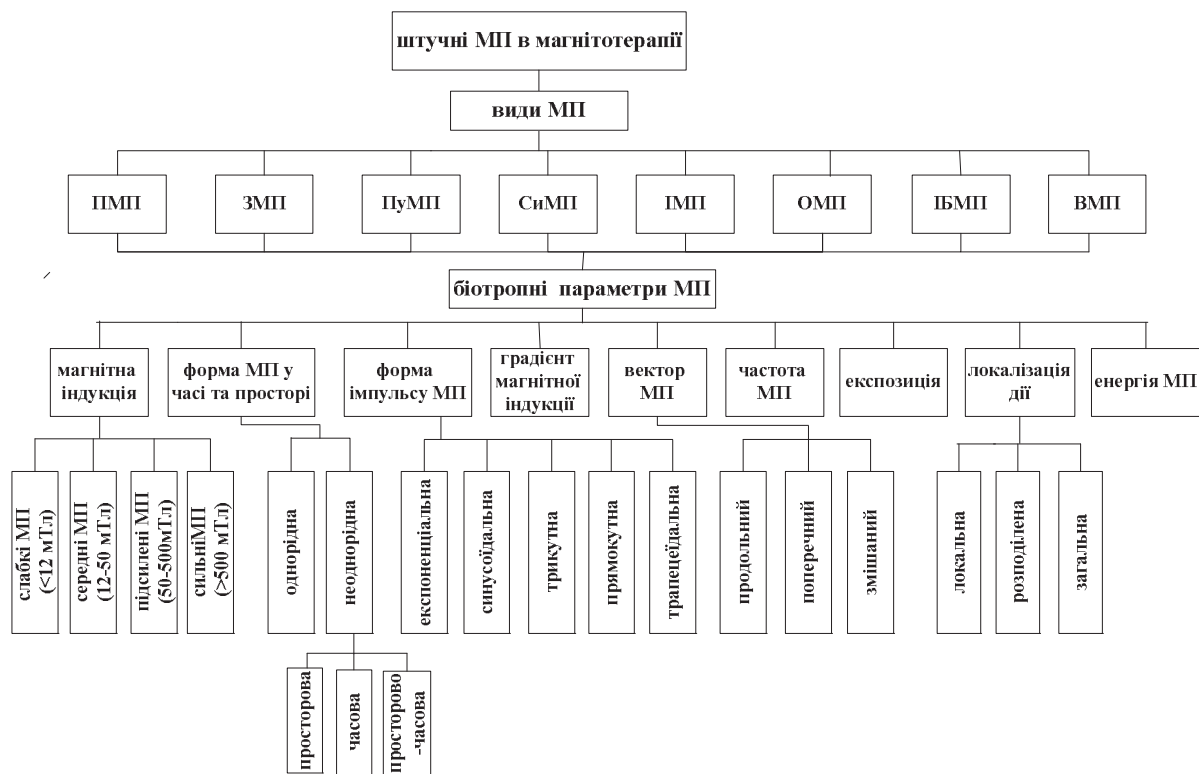 штучні МП в магнітотерапії
види МП
ПМП
ЗМП
ПуМП
СиМП
ІМП
ОМП
ІБМП
ВМП
біотропні параметри МП
магнітна
індукція
форма МП у
часі та просторі
форма
імпульсу МП
градієнт
магнітної
індукції
вектор
МП
частота
МП
експозиція
локалізація
дії
енергія МП
слабкі МП
(<12 мТл)
середні МП
(12-50 мТл)
підсилені МП
(50-500мТл)
сильніМП
(>500 мТл)
однорідна
неоднорідна
експоненціальна
синусоїдальна
трикутна
прямокутна
трапецеїдальна
продольний
поперечний
змішаний
локальна
розподілена
загальна
просторова
часова
просторово
-часова